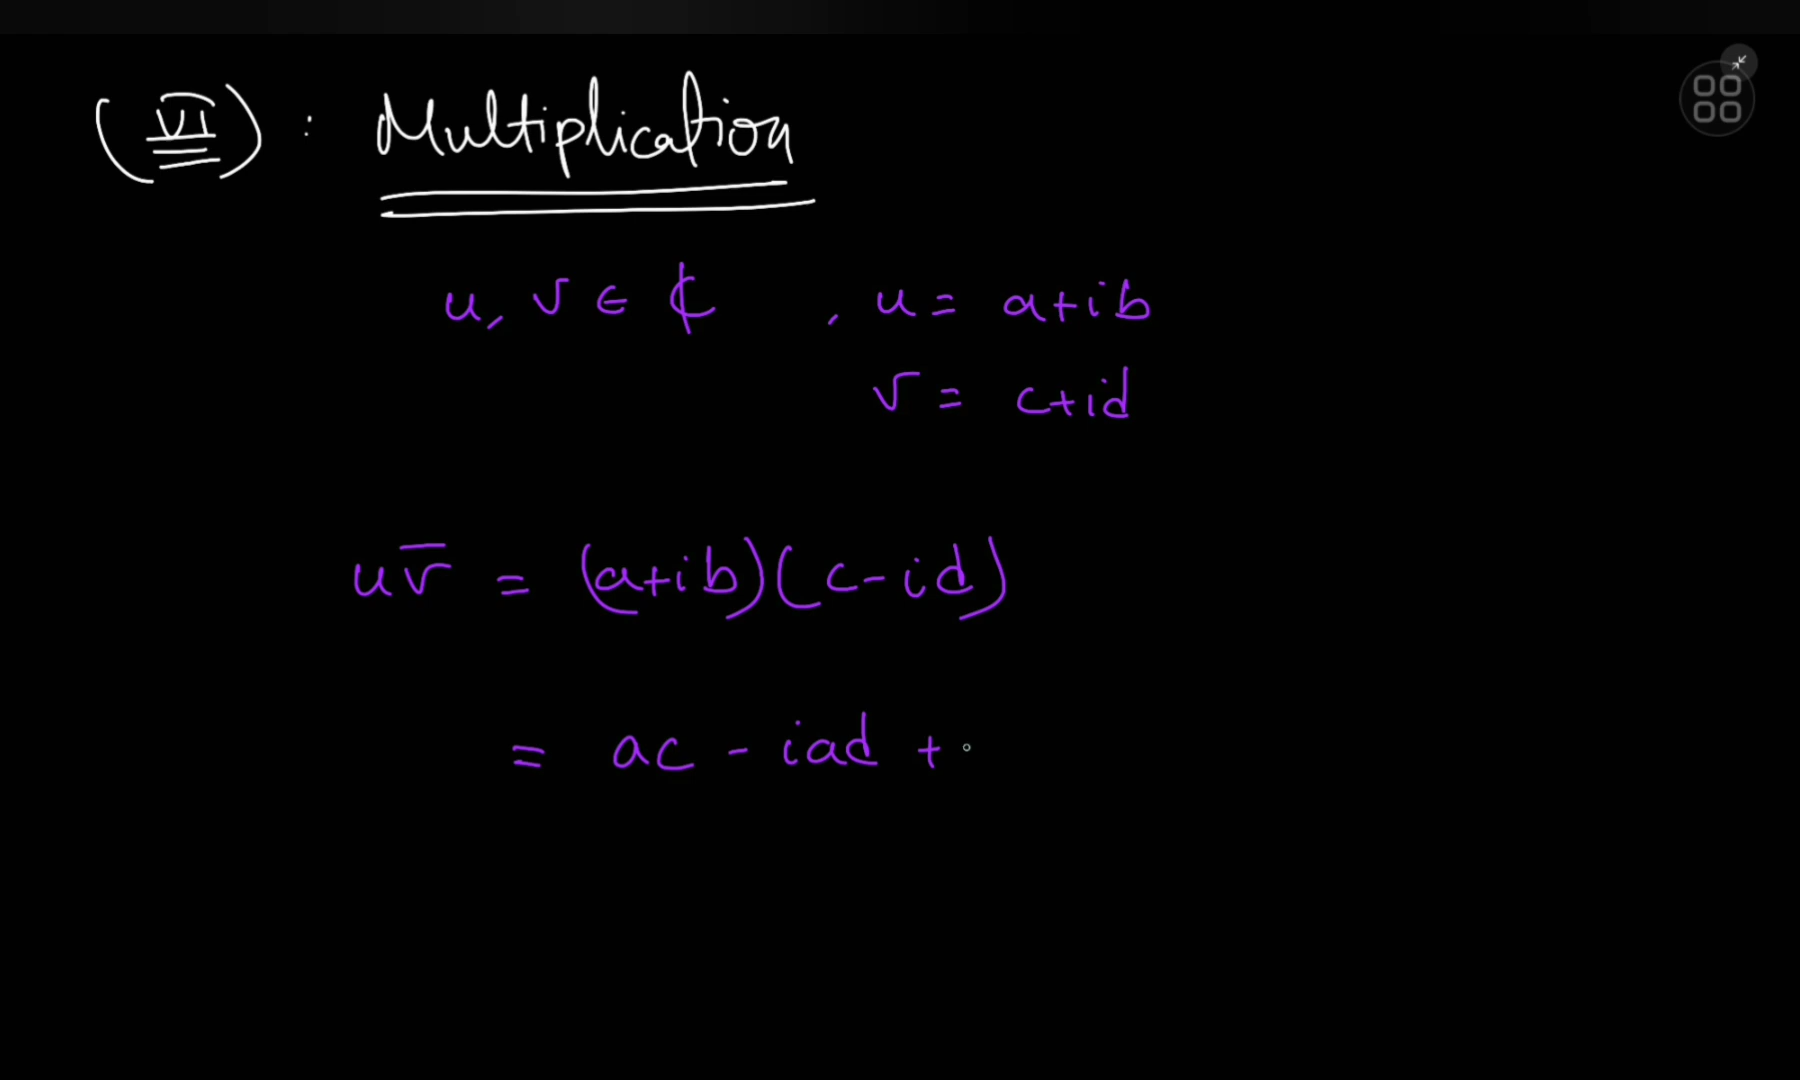 (VI) : Multiplication
u, v ∈ ℂ , u = a+ib
v = c+id
uv̅ = (a+ib)(c-id)
= ac - iad +